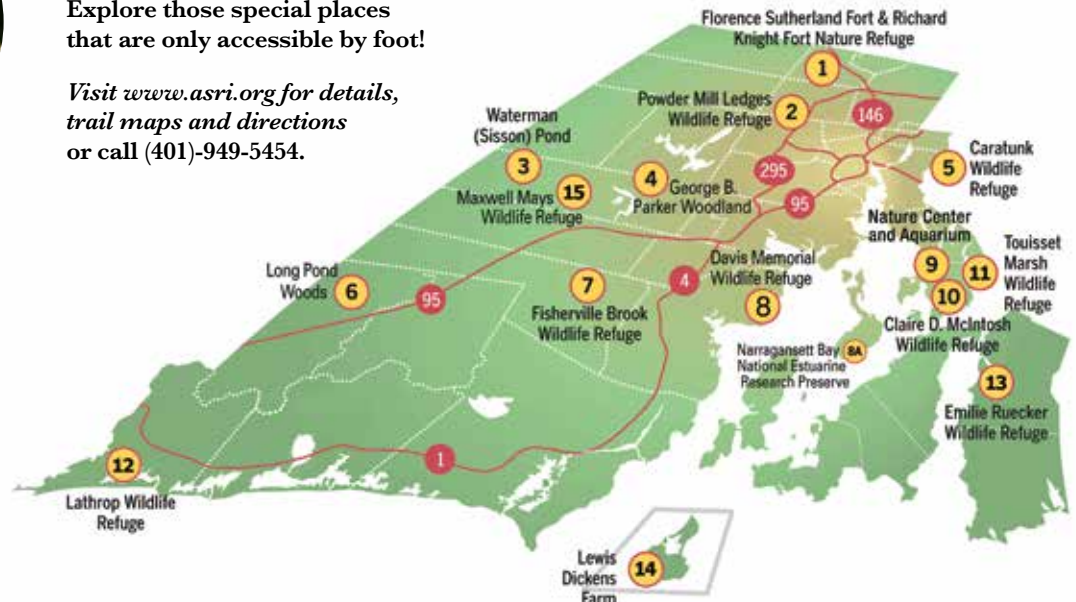 Explore those special places
that are only accessible by foot!
Visit www.asri.org for details,
trail maps and directions
or call (401)-949-5454.
Florence Sutherland Fort & Richard
Knight Fort Nature Refuge
1
Powder Mill Ledges
Wildlife Refuge
2
146
Waterman
(Sisson) Pond
3
Maxwell Mays
Wildlife Refuge
15
4
George B.
Parker Woodland
295
95
5
Caratunk
Wildlife
Refuge
Nature Center
and Aquarium
9
10
11
Touisset
Marsh
Wildlife
Refuge
Claire D. McIntosh
Wildlife Refuge
Long Pond
Woods
6
95
7
Fisherville Brook
Wildlife Refuge
4
Davis Memorial
Wildlife Refuge
8
Narragansett Bay
National Estuarine
Research Preserve
8A
13
Emilie Ruecker
Wildlife Refuge
12
Lathrop Wildlife
Refuge
1
Lewis
Dickens
Farm
14